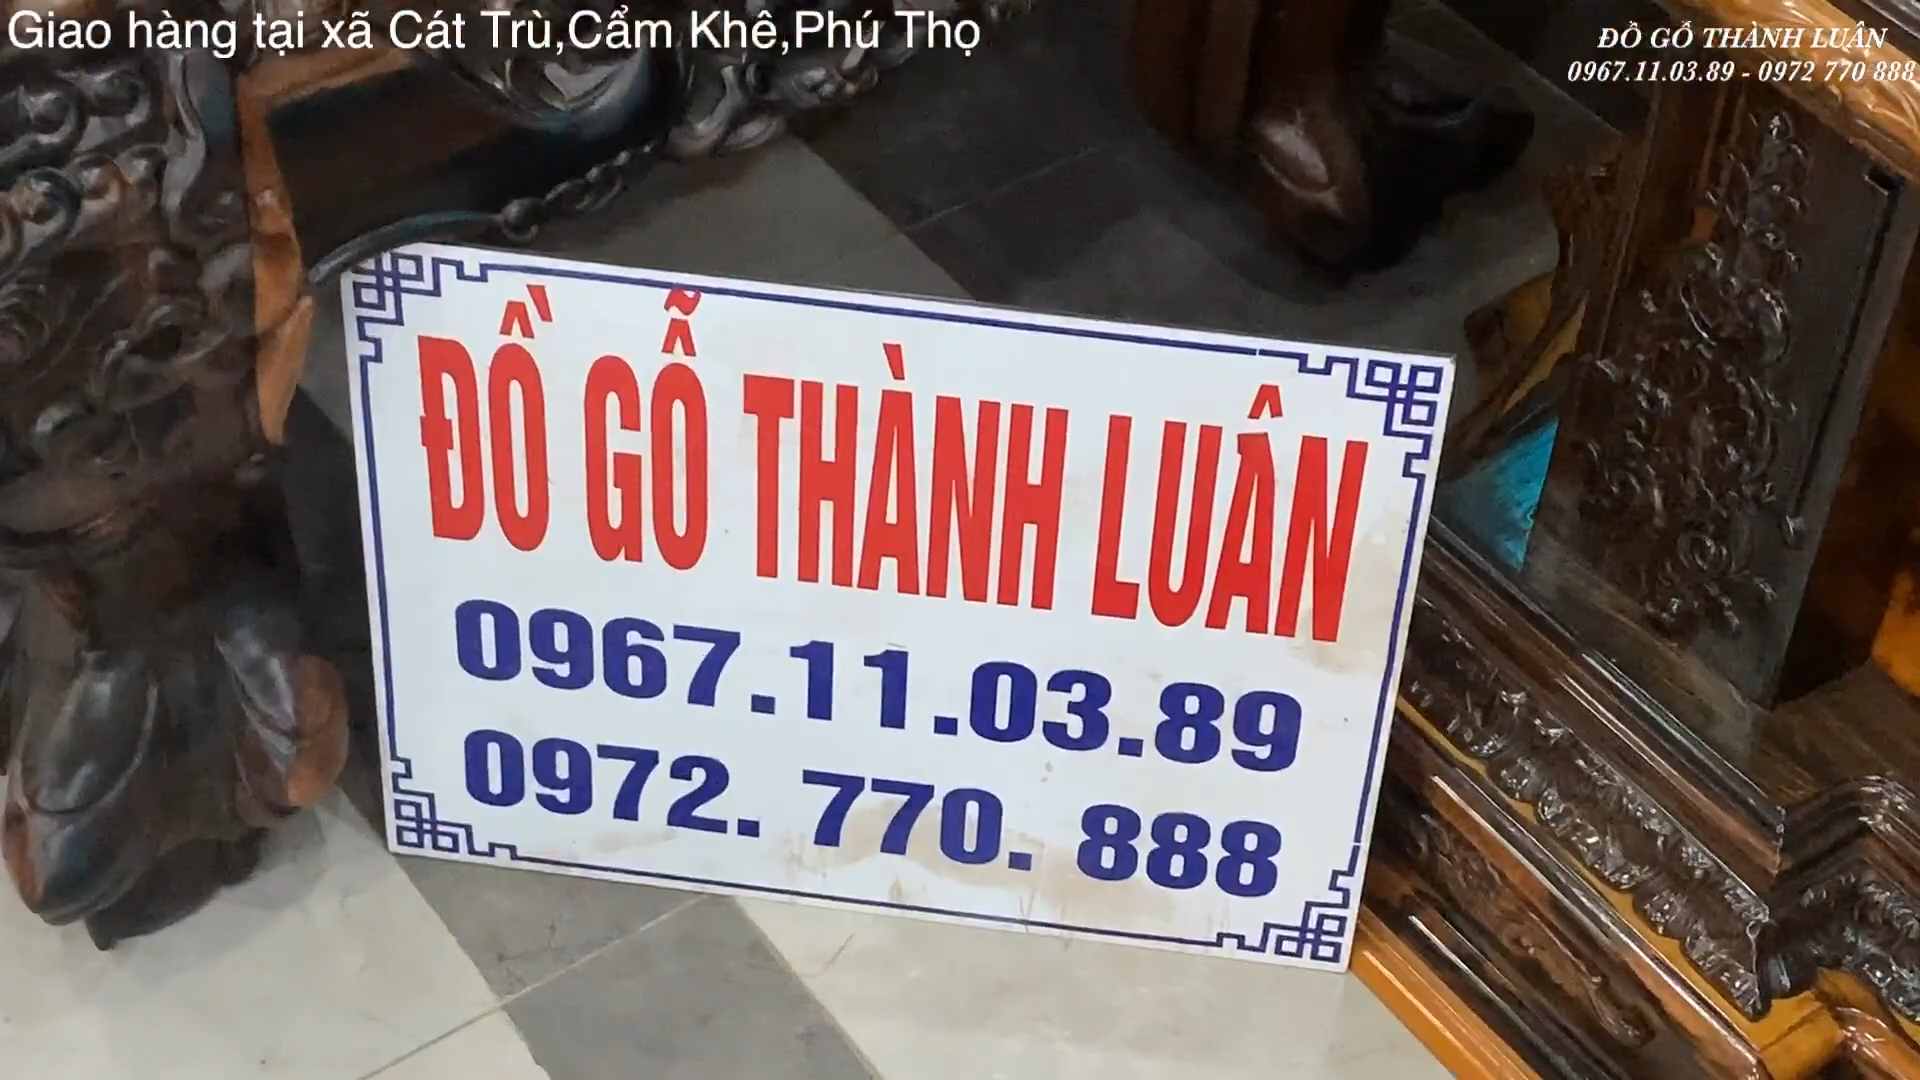 Giao hàng tại xã Cát Trù,Cẩm Khê,Phú Thọ
ĐỒ GỖ THÀNH LUÂN
0967.11.03.89 - 0972 770 888
ĐỒ GỖ THÀNH LUÂN
0967.11.03.89
0972. 770. 888